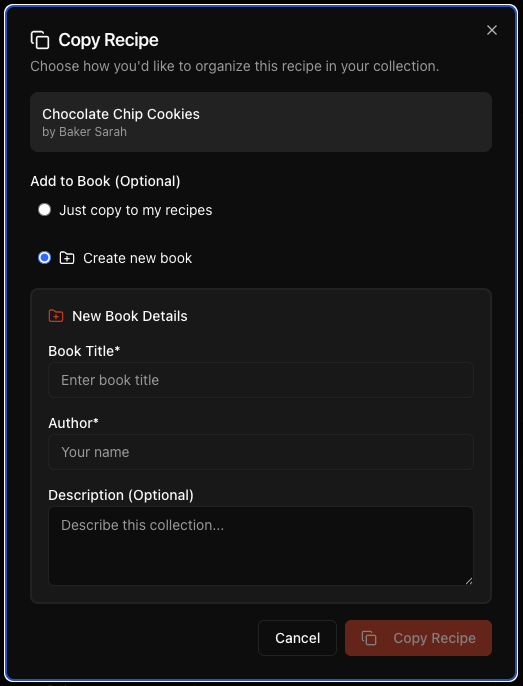 Copy Recipe
Choose how you'd like to organize this recipe in your collection.
Chocolate Chip Cookies
by Baker Sarah
Add to Book (Optional)
Just copy to my recipes
Create new book
New Book Details
Book Title*
Enter book title
Author*
Your name
Description (Optional)
Describe this collection...
Cancel
Copy Recipe